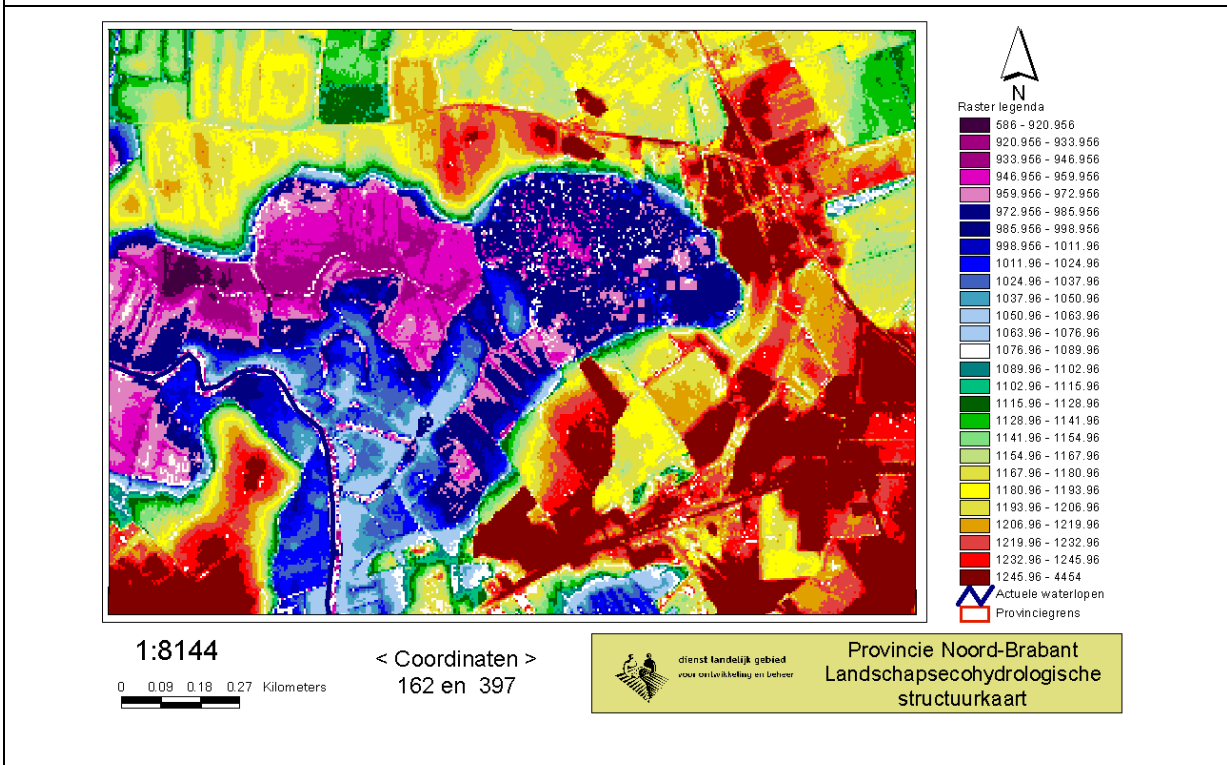 N
Raster legenda
586 - 920.956
920.956 - 933.956
933.956 - 946.956
946.956 - 959.956
959.956 - 972.956
972.956 - 985.956
985.956 - 998.956
998.956 - 1011.96
1011.96 - 1024.96
1024.96 - 1037.96
1037.96 - 1050.96
1050.96 - 1063.96
1063.96 - 1076.96
1076.96 - 1089.96
1089.96 - 1102.96
1102.96 - 1115.96
1115.96 - 1128.96
1128.96 - 1141.96
1141.96 - 1154.96
1154.96 - 1167.96
1167.96 - 1180.96
1180.96 - 1193.96
1193.96 - 1206.96
1206.96 - 1219.96
1219.96 - 1232.96
1232.96 - 1245.96
1245.96 - 4454
Actuele waterlopen
Provinciegrens
1:8144
0 0.09 0.18 0.27 Kilometers
< Coordinaten >
162 en 397
dienst landelijk gebied
voor ontwikkeling en beheer
Provincie Noord-Brabant
Landschapsecohydrologische
structuurkaart